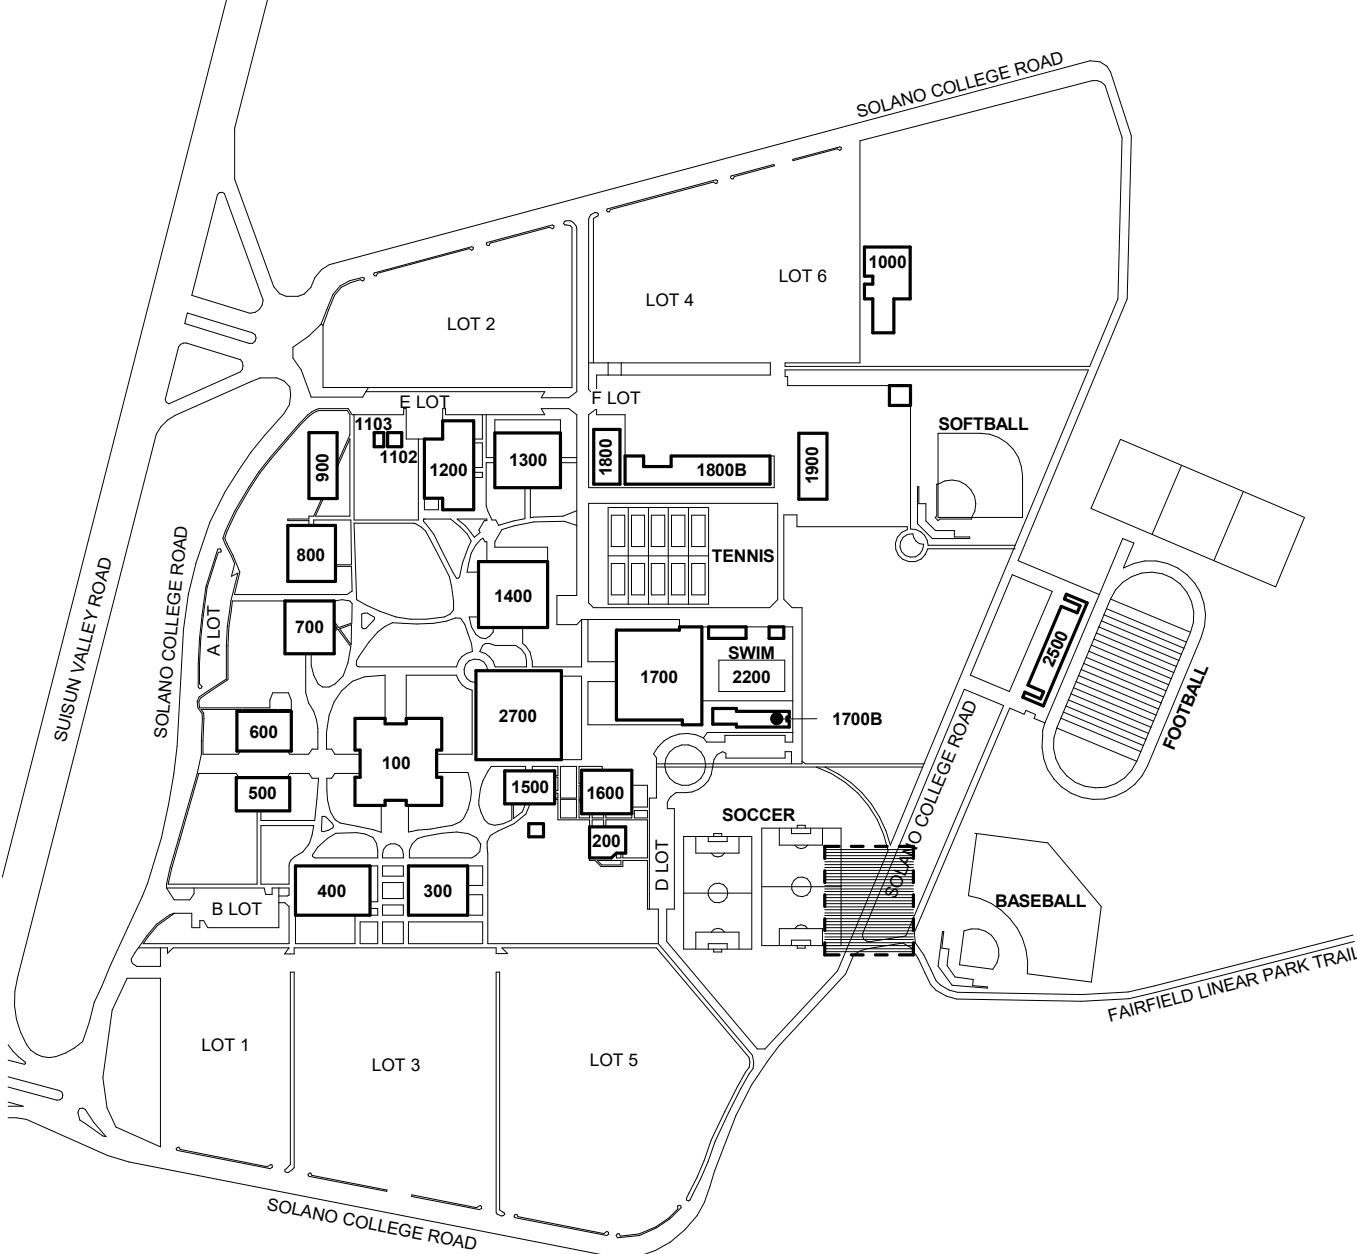 SOLANO COLLEGE ROAD
1000
LOT 6
LOT 4
LOT 2
E LOT
F LOT
1103
1102
SOFTBALL
900
1200
1300
1800
1800B
1900
800
1400
TENNIS
SUISUN VALLEY ROAD
SOLANO COLLEGE ROAD
A LOT
700
2500
SWIM
1700
2200
FOOTBALL
600
2700
1700B
100
SOLANO COLLEGE ROAD
500
1500
1600
SOCCER
200
D LOT
400
300
B LOT
BASEBALL
FAIRFIELD LINEAR PARK TRAIL
LOT 1
LOT 3
LOT 5
SOLANO COLLEGE ROAD